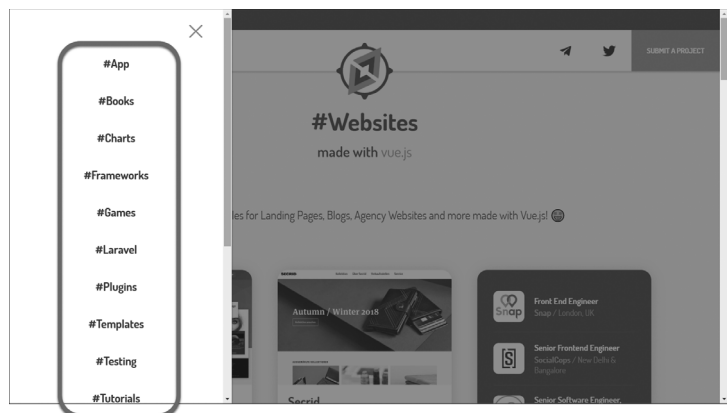 #App
#Books
#Charts
#Frameworks
#Games
#Laravel
#Plugins
#Templates
#Testing
#Tutorials
SUBMIT A PROJECT
#Websites
made with vue.js
les for Landing Pages, Blogs, Agency Websites and more made with Vue.js!
Autumn / Winter 2018
Secrid
Snap
Front End Engineer
Snap / London, UK
[S]
Senior Frontend Engineer
SocialCops / New Delhi &
Bangalore
Senior Software Engineer,